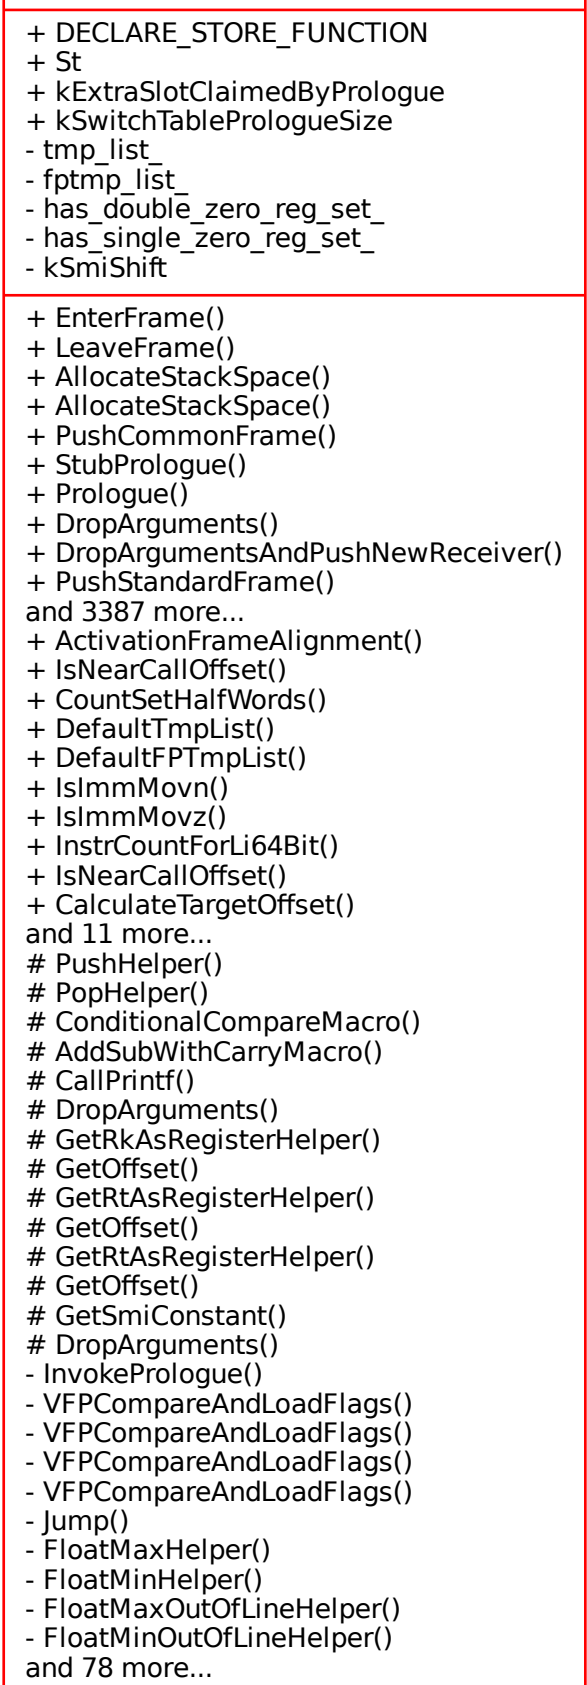 + DECLARE_STORE_FUNCTION
+ St
+ kExtraSlotClaimedByPrologue
+ kSwitchTablePrologueSize
- tmp_list_
- fptmp_list_
- has_double_zero_reg_set_
- has_single_zero_reg_set_
- kSmiShift
+ EnterFrame()
+ LeaveFrame()
+ AllocateStackSpace()
+ AllocateStackSpace()
+ PushCommonFrame()
+ StubPrologue()
+ Prologue()
+ DropArguments()
+ DropArgumentsAndPushNewReceiver()
+ PushStandardFrame()
and 3387 more...
+ ActivationFrameAlignment()
+ IsNearCallOffset()
+ CountSetHalfWords()
+ DefaultTmpList()
+ DefaultFPTmpList()
+ IsImmMovn()
+ IsImmMovz()
+ InstrCountForLi64Bit()
+ IsNearCallOffset()
+ CalculateTargetOffset()
and 11 more...
# PushHelper()
# PopHelper()
# ConditionalCompareMacro()
# AddSubWithCarryMacro()
# CallPrintf()
# DropArguments()
# GetRkAsRegisterHelper()
# GetOffset()
# GetRtAsRegisterHelper()
# GetOffset()
# GetRtAsRegisterHelper()
# GetOffset()
# GetSmiConstant()
# DropArguments()
- InvokePrologue()
- VFPCompareAndLoadFlags()
- VFPCompareAndLoadFlags()
- VFPCompareAndLoadFlags()
- VFPCompareAndLoadFlags()
- Jump()
- FloatMaxHelper()
- FloatMinHelper()
- FloatMaxOutOfLineHelper()
- FloatMinOutOfLineHelper()
and 78 more...